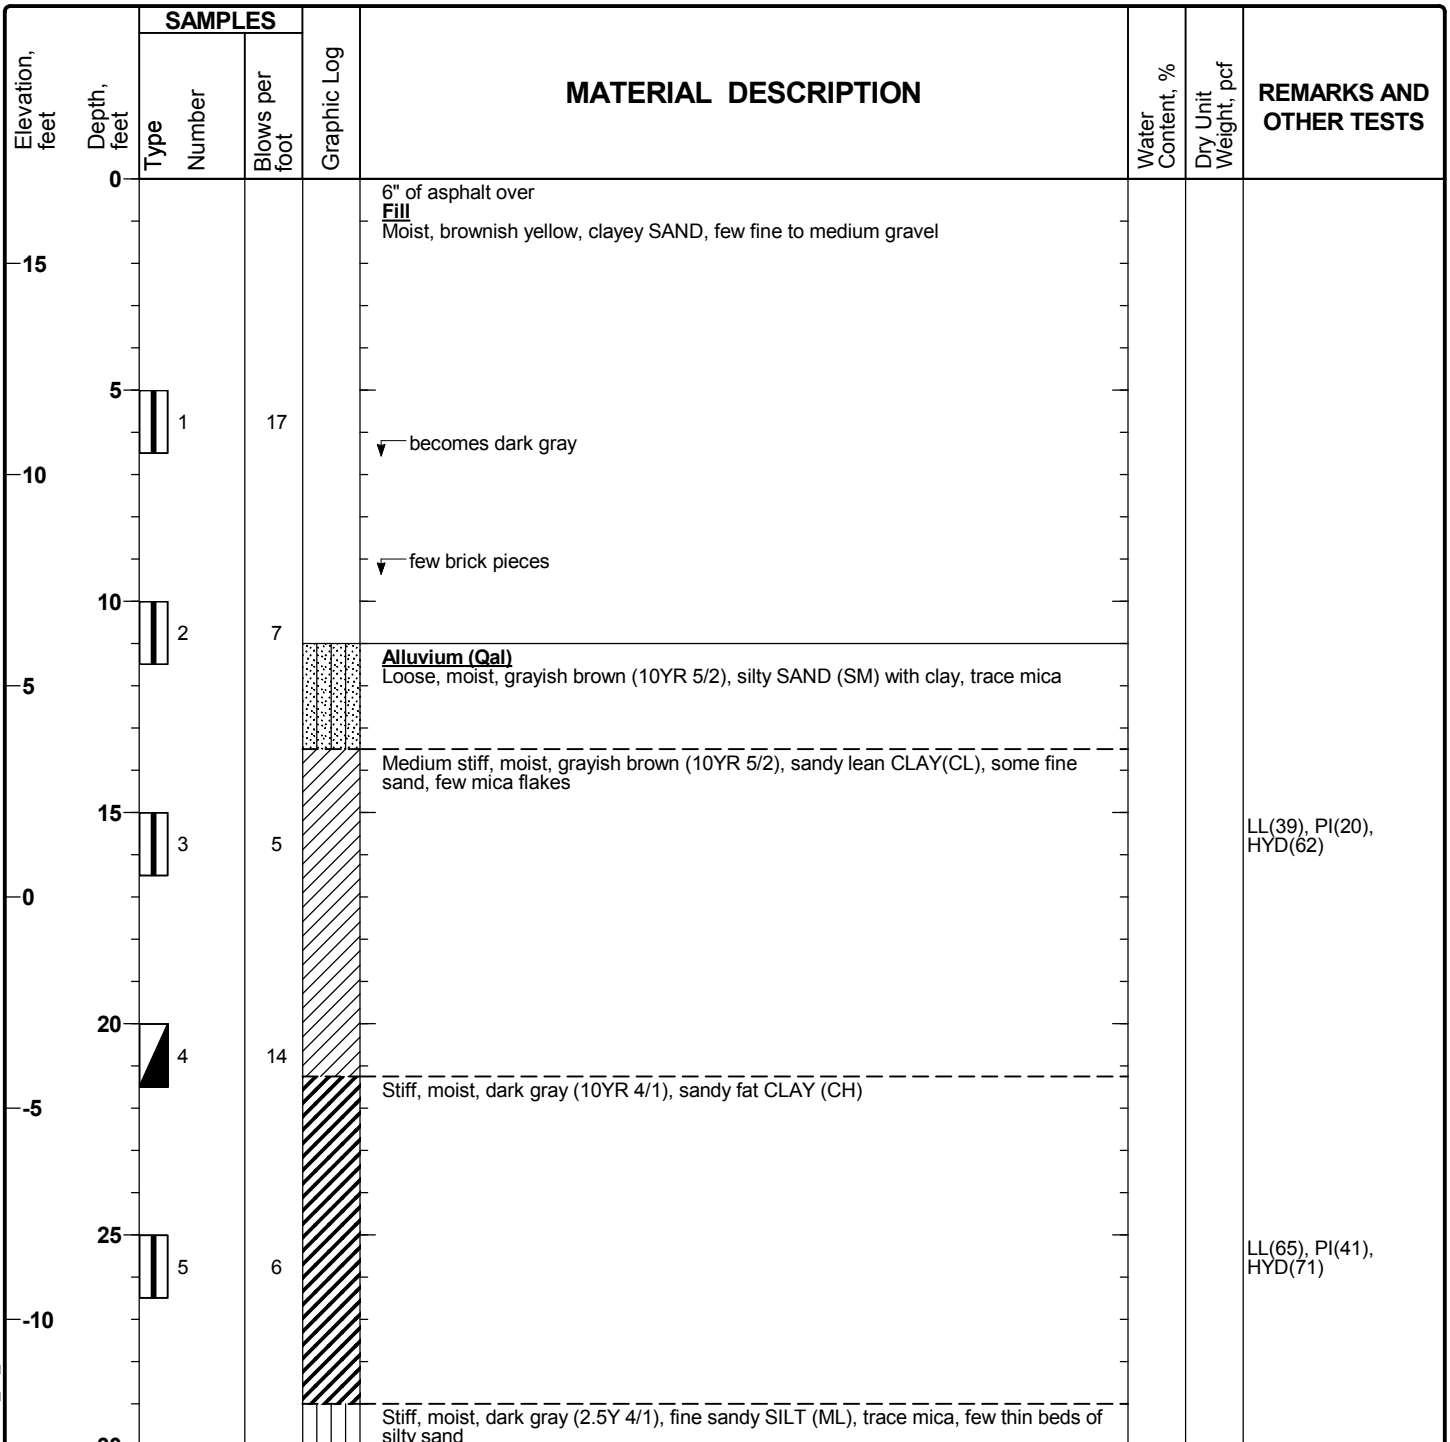 SAMPLES
Elevation,
feet
Depth,
feet
Type
Number
Blows per
foot
Graphic Log
MATERIAL DESCRIPTION
Water
Content, %
Dry Unit
Weight, pcf
REMARKS AND
OTHER TESTS
0
6" of asphalt over
Fill
Moist, brownish yellow, clayey SAND, few fine to medium gravel
15
5
1 17
becomes dark gray
10
few brick pieces
10
2 7
Alluvium (Qal)
Loose, moist, grayish brown (10YR 5/2), silty SAND (SM) with clay, trace mica
5
Medium stiff, moist, grayish brown (10YR 5/2), sandy lean CLAY(CL), some fine
sand, few mica flakes
15
3 5
LL(39), PI(20),
HYD(62)
0
20
4 14
Stiff, moist, dark gray (10YR 4/1), sandy fat CLAY (CH)
-5
25
5 6
LL(65), PI(41),
HYD(71)
-10
Stiff, moist, dark gray (2.5Y 4/1), fine sandy SILT (ML), trace mica, few thin beds of
silty sand